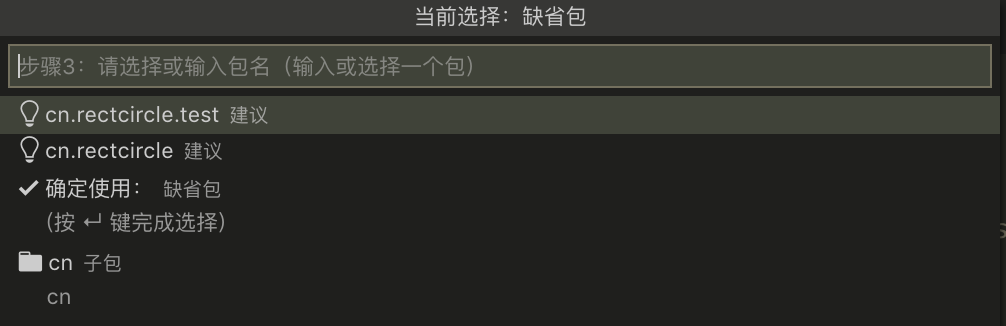 当前选择：缺省包
步骤3：请选择或输入包名（输入或选择一个包）
cn.rectcircle.test 建议
cn.rectcircle 建议
确定使用： 缺省包
(按 ↵ 键完成选择)
cn 子包
cn